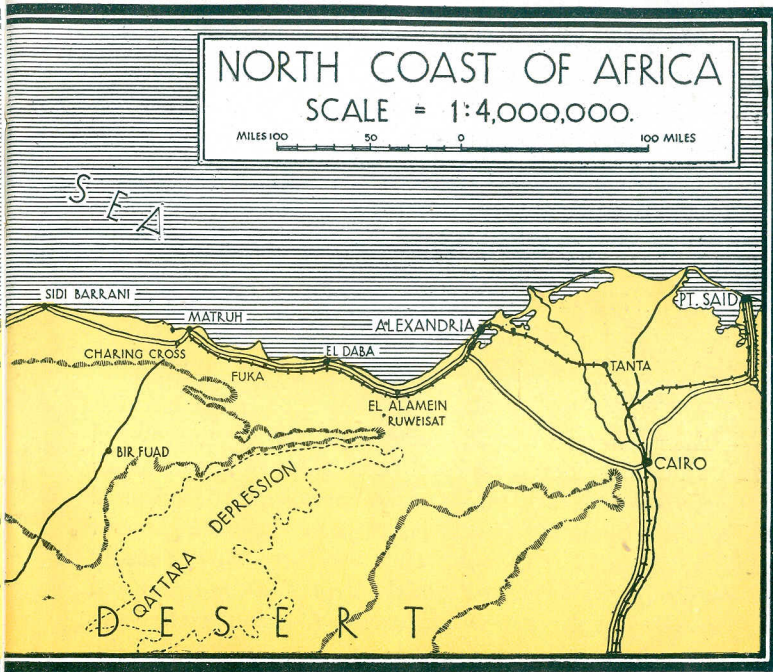 NORTH COAST OF AFRICA
SCALE = 1:4,000,000.
MILES 100 50 0 100 MILES
SEA
SIDI BARRANI
PT. SAID
MATRUH
ALEXANDRIA
CHARING CROSS
EL DABA
TANTA
FUKA
EL ALAMEIN
RUWEISAT
BIR FUAD
CAIRO
QATTARA DEPRESSION
DESERT